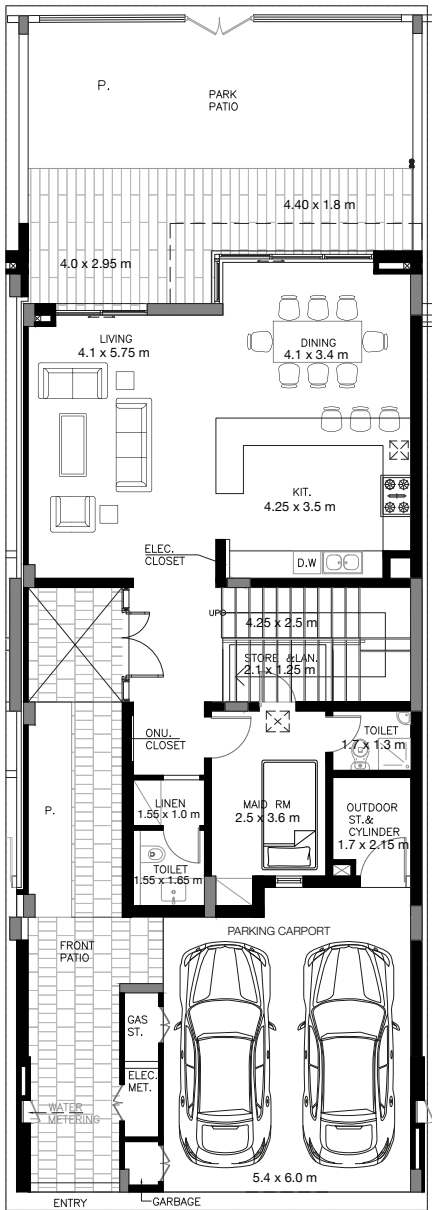 P.
PARK
PATIO
4.40 x 1.8 m
4.0 x 2.95 m
LIVING
4.1 x 5.75 m
DINING
4.1 x 3.4 m
KIT.
4.25 x 3.5 m
ELEC.
CLOSET
D.W
UP
4.25 x 2.5 m
STORE &LAN.
2.1 x 1.25 m
ONU.
CLOSET
TOILET
1.7 x 1.3 m
P.
LINEN
1.55 x 1.0 m
MAID RM
2.5 x 3.6 m
OUTDOOR
ST.&
CYLINDER
1.7 x 2.15 m
TOILET
1.55 x 1.65 m
PARKING CARPORT
FRONT
PATIO
GAS
ST.
ELEC.
MET.
WATER
METERING
5.4 x 6.0 m
ENTRY
GARBAGE